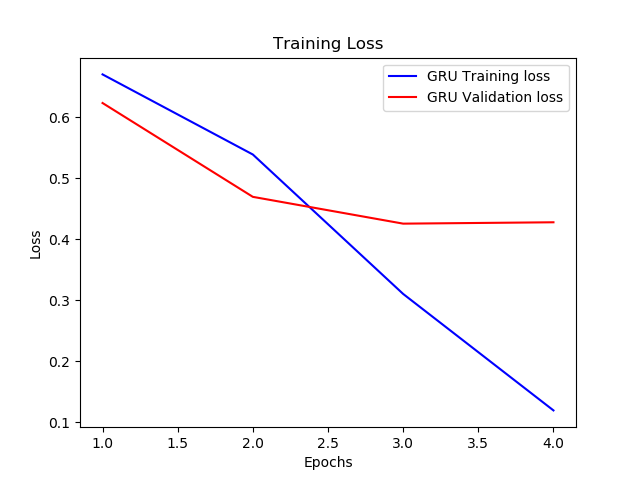 Training Loss
GRU Training loss
GRU Validation loss
0.6
0.5
0.4
0.3
0.2
0.1
Loss
1.0 1.5 2.0 2.5 3.0 3.5 4.0
Epochs